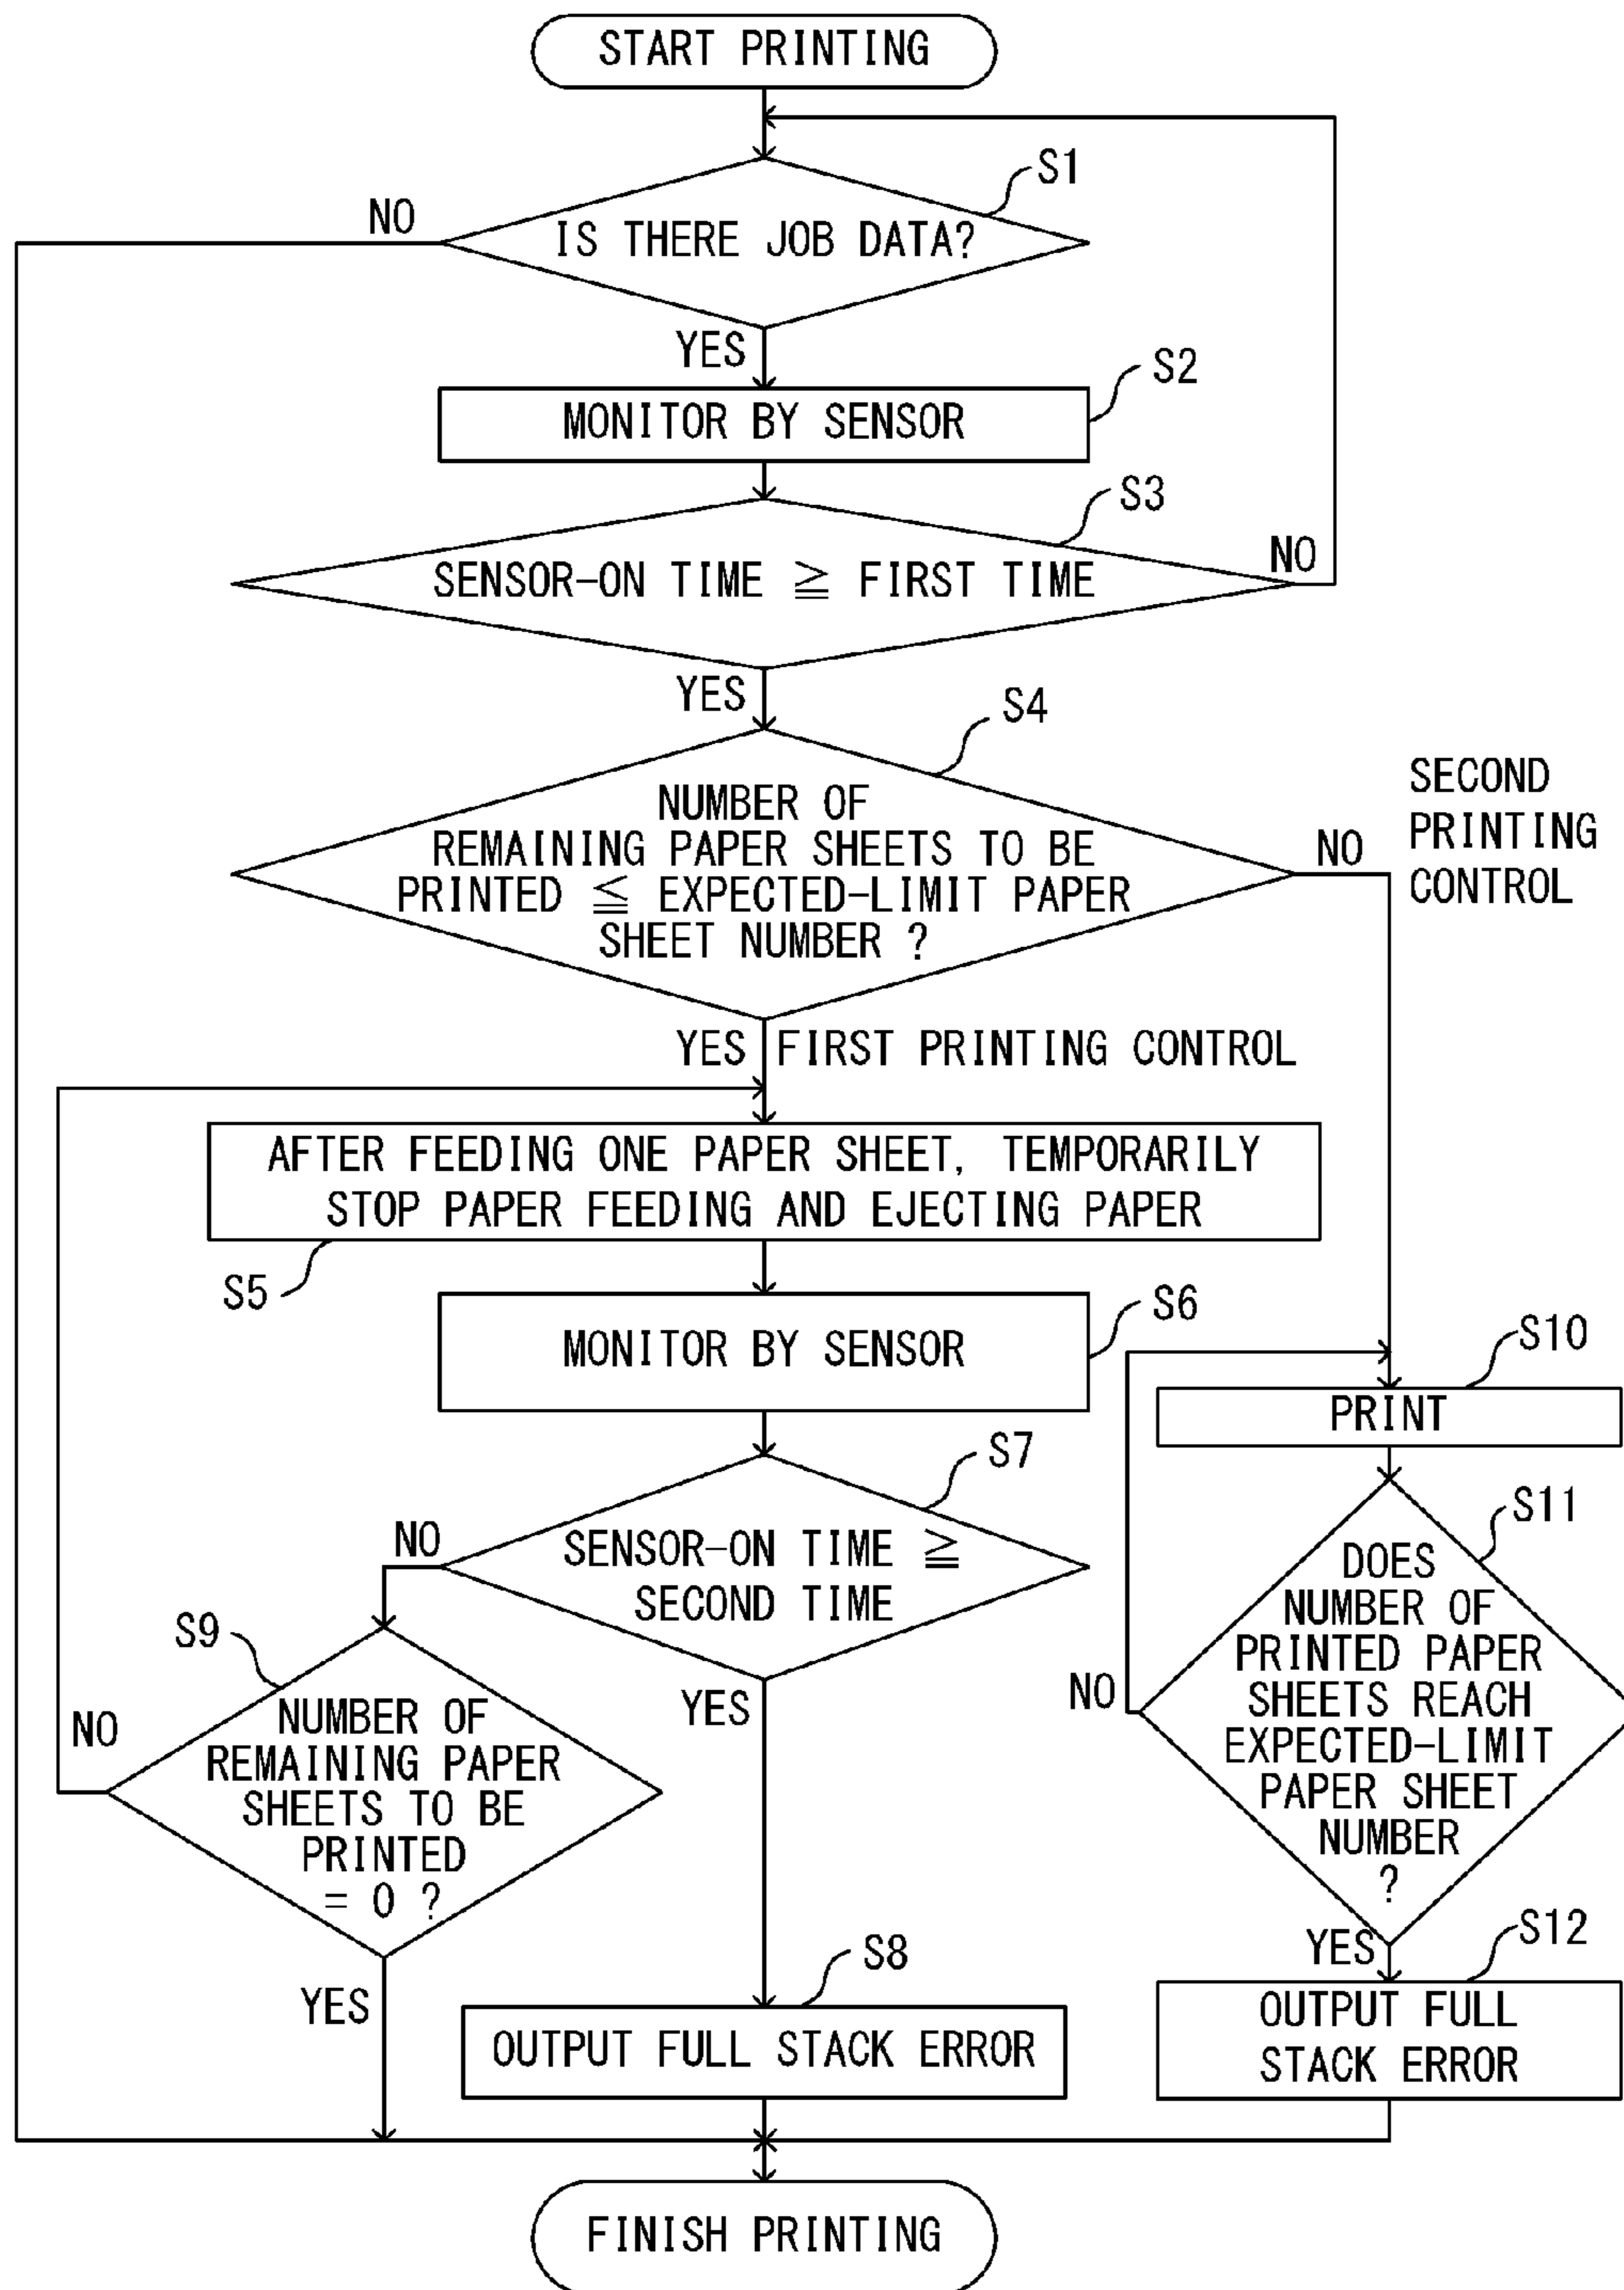 START PRINTING
S1
NO
IS THERE JOB DATA?
YES
S2
MONITOR BY SENSOR
S3
NO
SENSOR-ON TIME ≧ FIRST TIME
YES
S4
NUMBER OF
REMAINING PAPER SHEETS TO BE
PRINTED ≦ EXPECTED-LIMIT PAPER
SHEET NUMBER ?
NO
SECOND
PRINTING
CONTROL
YES
FIRST PRINTING CONTROL
AFTER FEEDING ONE PAPER SHEET, TEMPORARILY
STOP PAPER FEEDING AND EJECTING PAPER
S5
S6
MONITOR BY SENSOR
S7
NO
SENSOR-ON TIME ≧
SECOND TIME
YES
S9
NO
NUMBER OF
REMAINING PAPER
SHEETS TO BE
PRINTED
= 0 ?
YES
S8
OUTPUT FULL STACK ERROR
S10
PRINT
S11
DOES
NUMBER OF
PRINTED PAPER
SHEETS REACH
EXPECTED-LIMIT
PAPER SHEET
NUMBER
?
NO
YES
S12
OUTPUT FULL
STACK ERROR
FINISH PRINTING